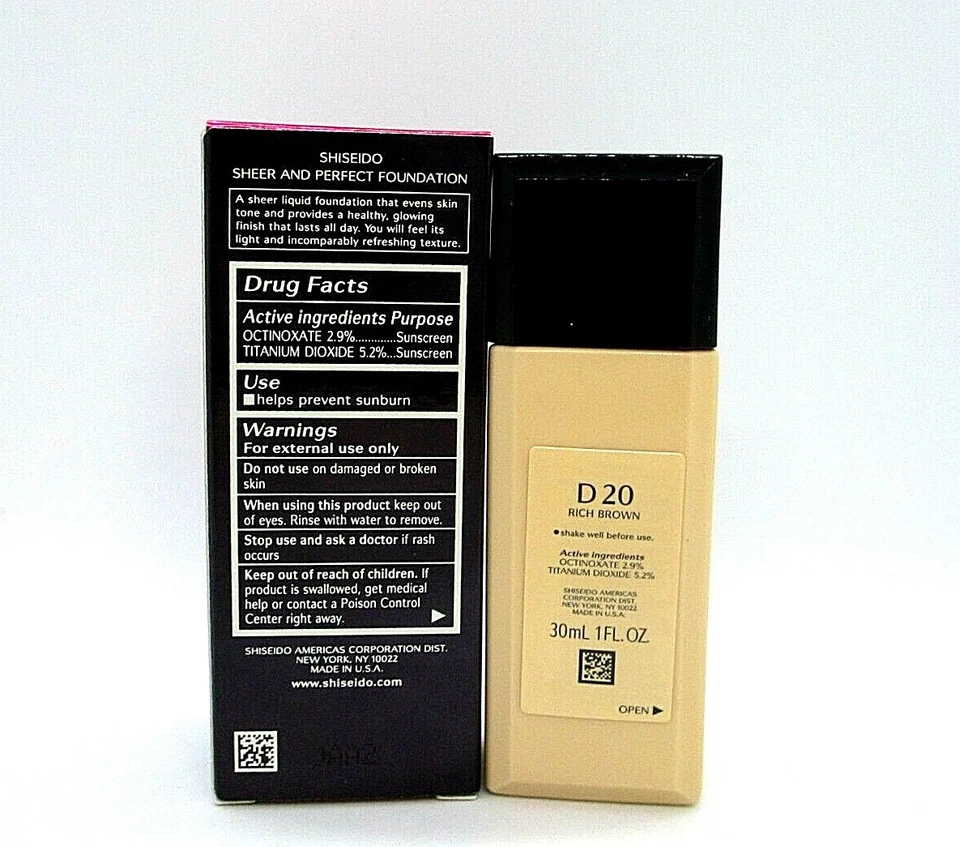 SHISEIDO
SHEER AND PERFECT FOUNDATION
A sheer liquid foundation that evens skin
tone and provides a healthy, glowing
finish that lasts all day. You will feel its
light and incomparably refreshing texture.
Drug Facts
Active ingredients Purpose
OCTINOXATE 2.9%.............Sunscreen
TITANIUM DIOXIDE 5.2%...Sunscreen
Use
■helps prevent sunburn
Warnings
For external use only
Do not use on damaged or broken
skin
When using this product keep out
of eyes. Rinse with water to remove.
Stop use and ask a doctor if rash
occurs
Keep out of reach of children. If
product is swallowed, get medical
help or contact a Poison Control
Center right away.
SHISEIDO AMERICAS CORPORATION DIST.
NEW YORK, NY 10022
MADE IN U.S.A.
www.shiseido.com
D 20
RICH BROWN
●shake well before use.
Active ingredients
OCTINOXATE 2.9%
TITANIUM DIOXIDE 5.2%
SHISEIDO AMERICAS
CORPORATION DIST.
NEW YORK, NY 10022
MADE IN U.S.A.
30mL 1FL.OZ.
OPEN ▶